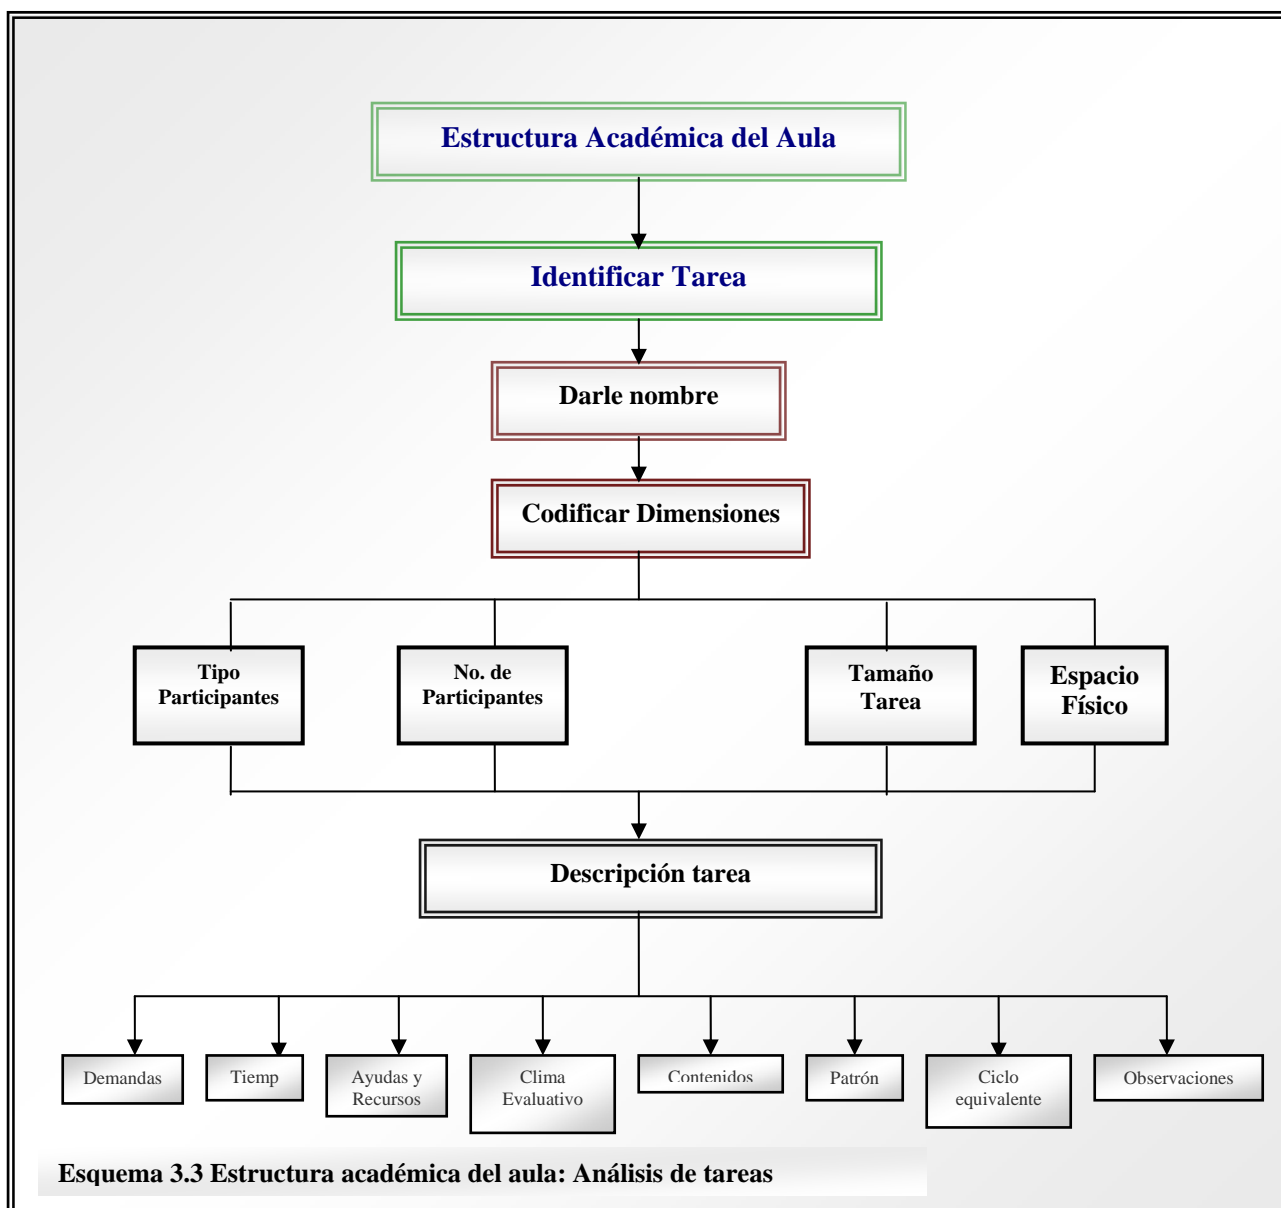 Estructura Académica del Aula
Identificar Tarea
Darle nombre
Codificar Dimensiones
Tipo
Participantes
No. de
Participantes
Tamaño
Tarea
Espacio
Físico
Descripción tarea
Demandas
Tiemp
Ayudas y
Recursos
Clima
Evaluativo
Contenidos
Patrón
Ciclo
equivalente
Observaciones
Esquema 3.3 Estructura académica del aula: Análisis de tareas